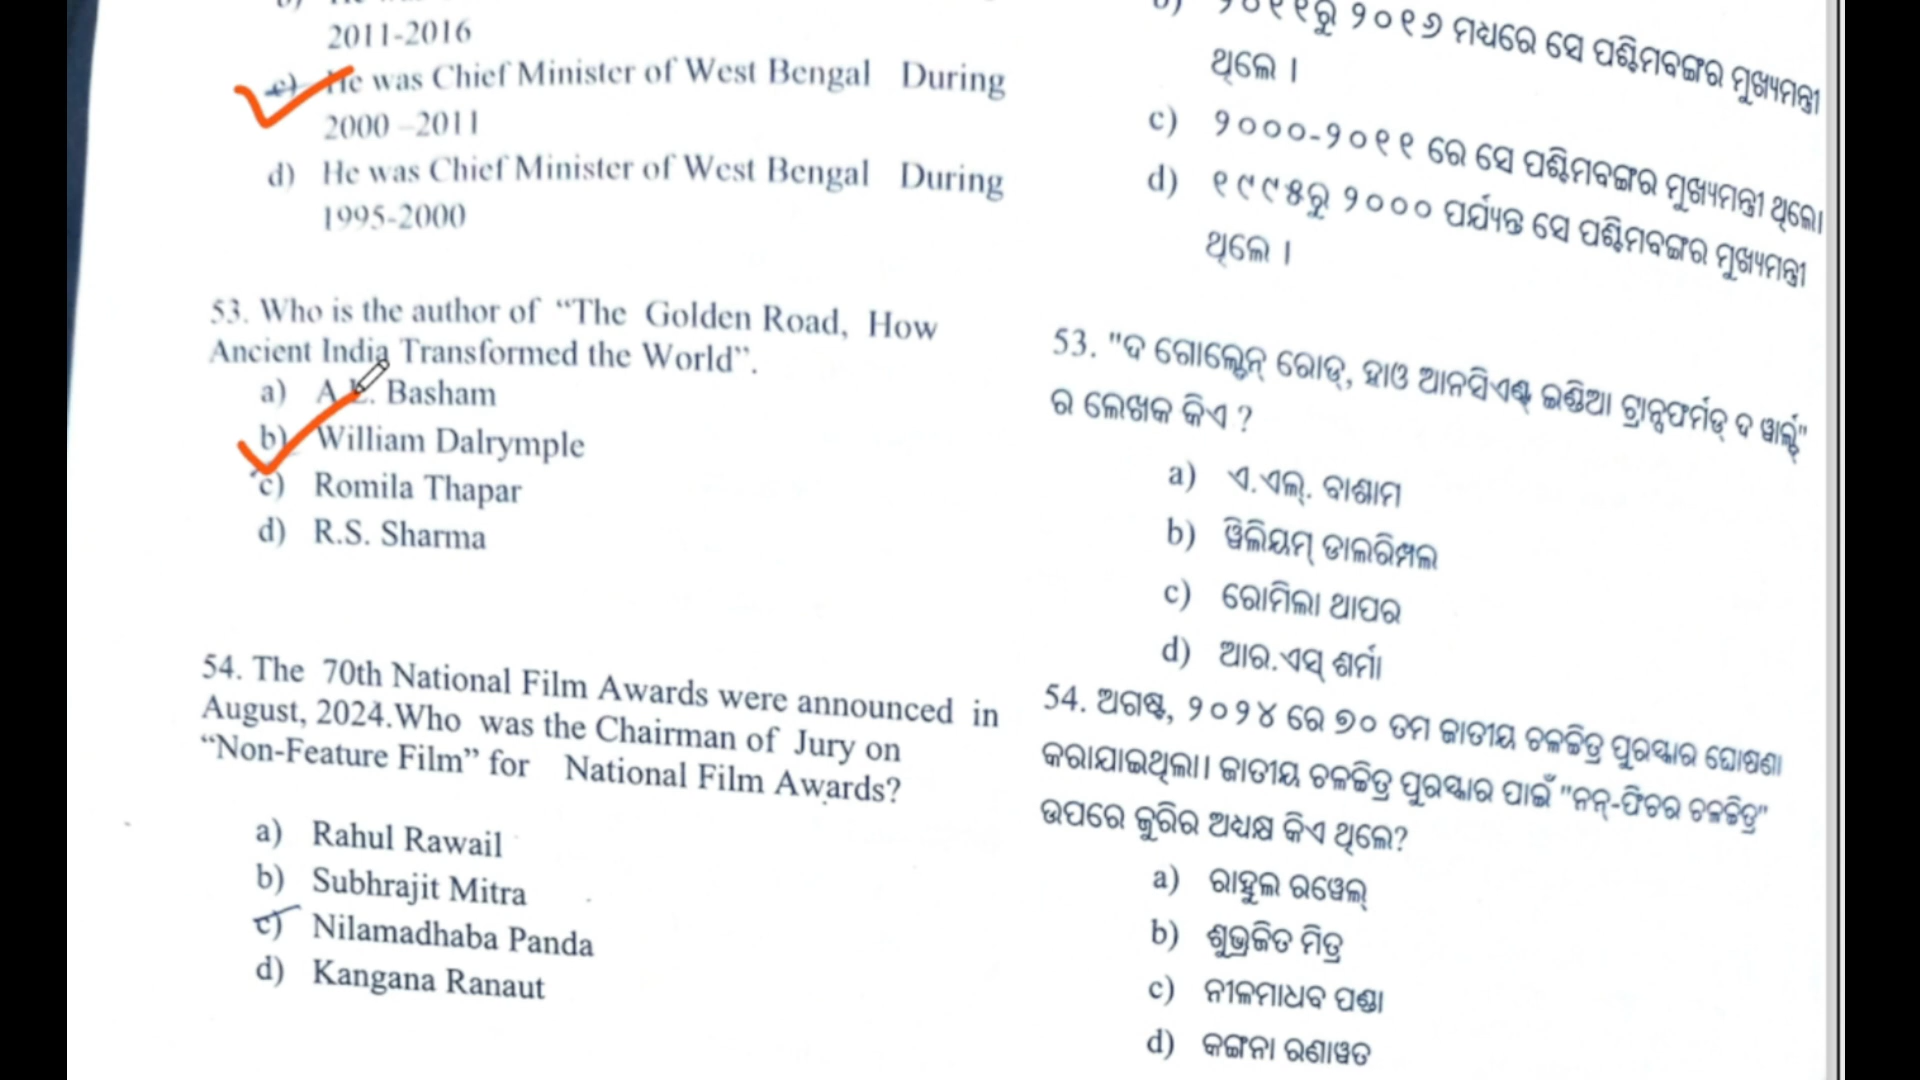 2011-2016
c) He was Chief Minister of West Bengal During
2000 –2011
d) He was Chief Minister of West Bengal During
1995-2000
53. Who is the author of “The Golden Road, How
Ancient India Transformed the World”.
a) A.L. Basham
b) William Dalrymple
c) Romila Thapar
d) R.S. Sharma
54. The 70th National Film Awards were announced in
August, 2024.Who was the Chairman of Jury on
“Non-Feature Film” for National Film Awards?
a) Rahul Rawail
b) Subhrajit Mitra
c) Nilamadhaba Panda
d) Kangana Ranaut
b) ୨୦୧୧ରୁ ୨୦୧୬ ମଧ୍ୟରେ ସେ ପଶ୍ଚିମବଙ୍ଗର ମୁଖ୍ୟମନ୍ତ୍ରୀ
ଥିଲେ ।
c) ୨୦୦୦-୨୦୧୧ ରେ ସେ ପଶ୍ଚିମବଙ୍ଗର ମୁଖ୍ୟମନ୍ତ୍ରୀ ଥିଲେ।
d) ୧୯୯୫ରୁ ୨୦୦୦ ପର୍ଯ୍ୟନ୍ତ ସେ ପଶ୍ଚିମବଙ୍ଗର ମୁଖ୍ୟମନ୍ତ୍ରୀ
ଥିଲେ ।
53. "ଦ ଗୋଲ୍ଡେନ୍ ରୋଡ୍, ହାଓ ଆନସିଏଣ୍ଟ ଇଣ୍ଡିଆ ଟ୍ରାନ୍ସଫର୍ମଡ୍ ଦ ୱାର୍ଲ୍ଡ"
ର ଲେଖକ କିଏ ?
a) ଏ.ଏଲ୍. ବାଶାମ
b) ୱିଲିୟମ୍ ଡାଲରିମ୍ପଲ
c) ରୋମିଲା ଥାପର
d) ଆର.ଏସ୍ ଶର୍ମା
54. ଅଗଷ୍ଟ, ୨୦୨୪ ରେ ୭୦ ତମ ଜାତୀୟ ଚଳଚ୍ଚିତ୍ର ପୁରସ୍କାର ଘୋଷଣା
କରାଯାଇଥିଲା। ଜାତୀୟ ଚଳଚ୍ଚିତ୍ର ପୁରସ୍କାର ପାଇଁ "ନନ୍-ଫିଚର ଚଳଚ୍ଚିତ୍ର"
ଉପରେ ଜୁରିର ଅଧ୍ୟକ୍ଷ କିଏ ଥିଲେ?
a) ରାହୁଲ ରୱେଲ୍
b) ଶୁଭ୍ରଜିତ ମିତ୍ର
c) ନୀଳମାଧବ ପଣ୍ଡା
d) କଙ୍ଗନା ରଣାୱତ